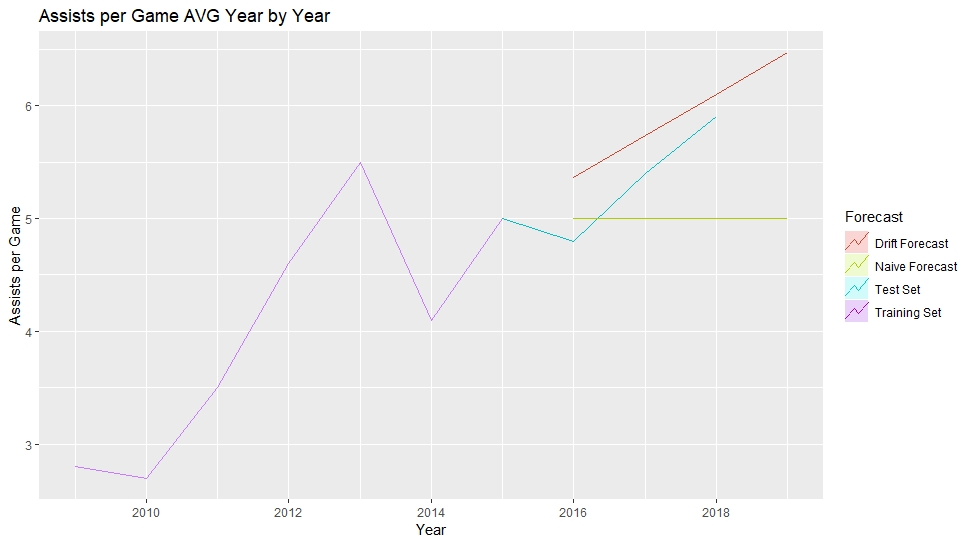 Assists per Game AVG Year by Year
Assists per Game
6
5
4
3
2010
2012
2014
2016
2018
Year
Forecast
Drift Forecast
Naive Forecast
Test Set
Training Set